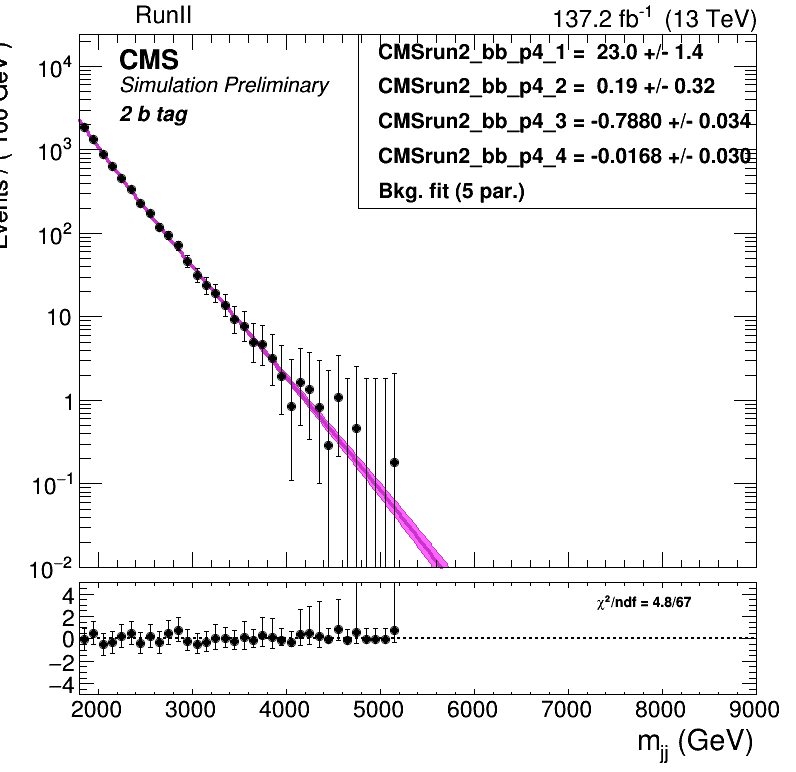 RunII
137.2 fb⁻¹ (13 TeV)
CMS
Simulation Preliminary
2 b tag
CMSrun2_bb_p4_1 = 23.0 +/- 1.4
CMSrun2_bb_p4_2 = 0.19 +/- 0.32
CMSrun2_bb_p4_3 = -0.7880 +/- 0.034
CMSrun2_bb_p4_4 = -0.0168 +/- 0.030
Bkg. fit (5 par.)
Events / ( 100 GeV )
10⁴
10³
10²
10
1
10⁻¹
10⁻²
χ²/ndf = 4.8/67
4
2
0
−2
−4
2000 3000 4000 5000 6000 7000 8000 9000
m_jj (GeV)